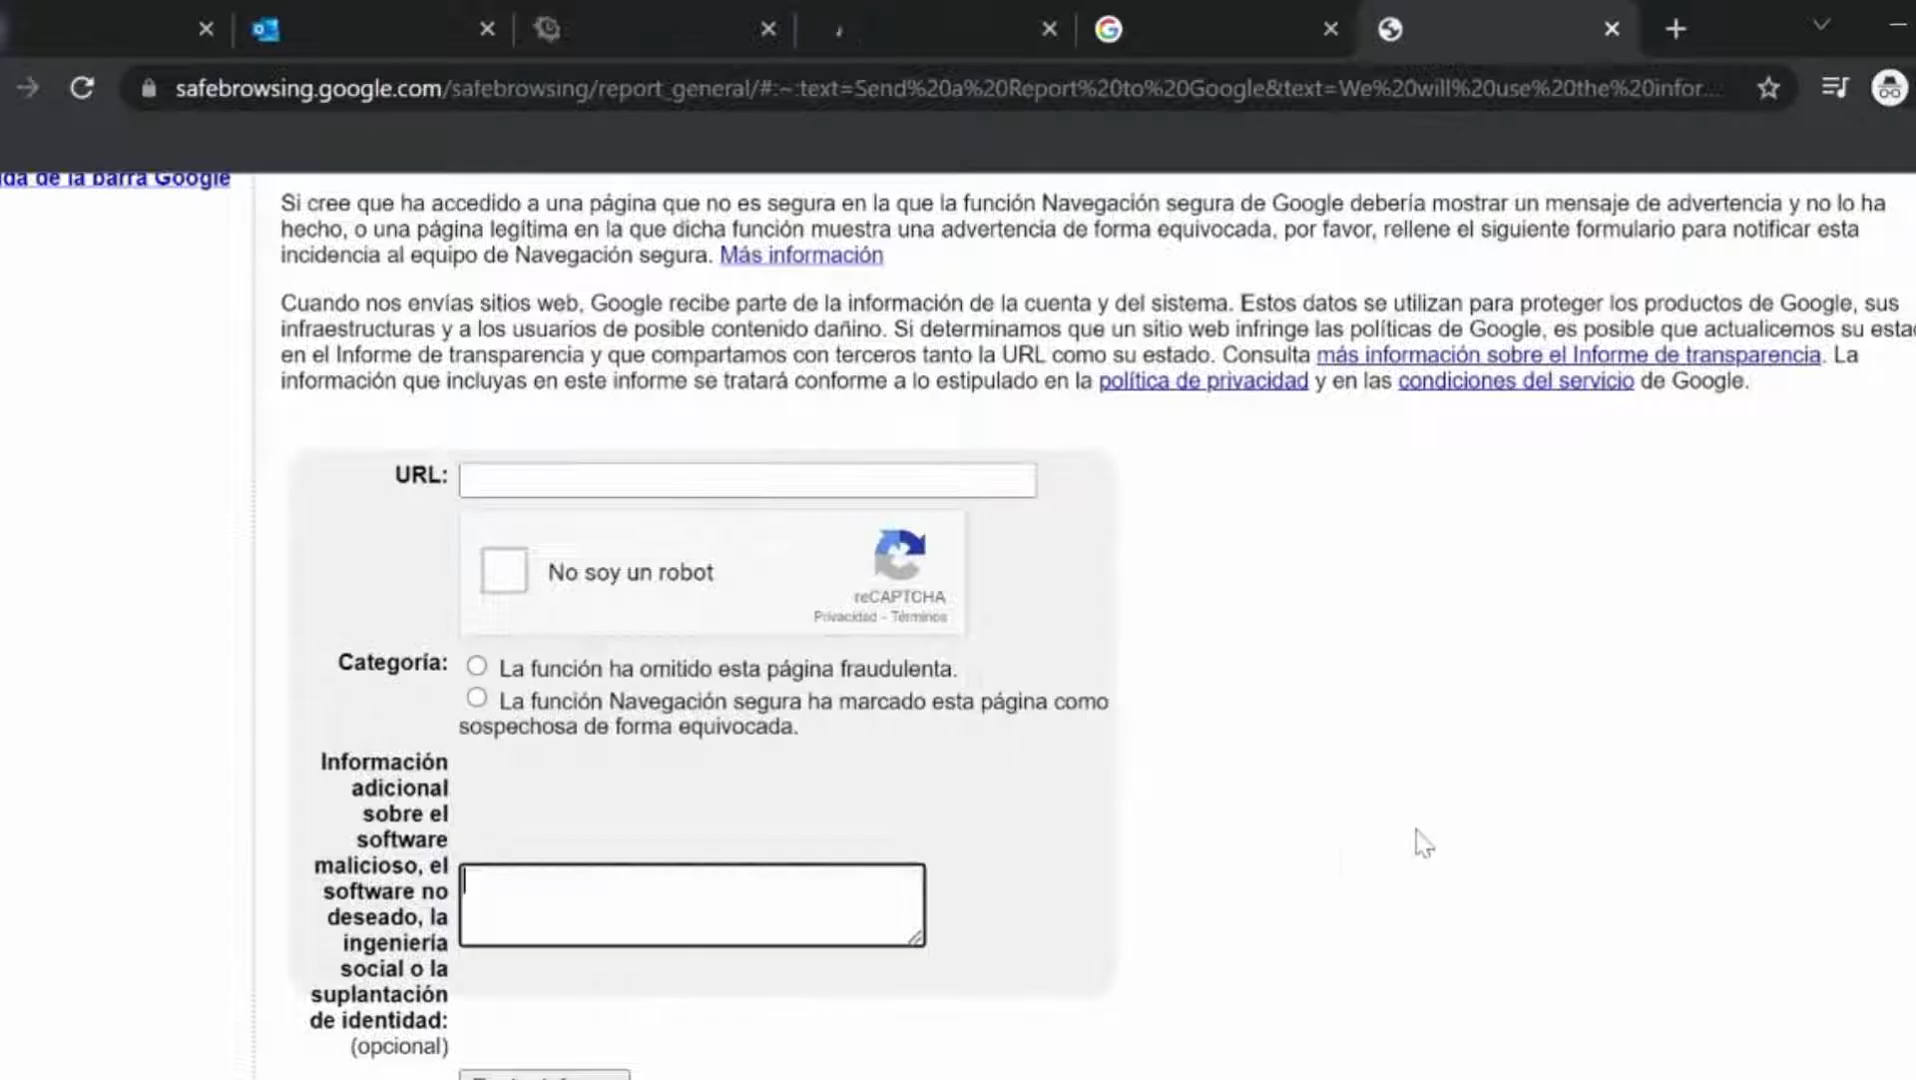 safebrowsing.google.com/safebrowsing/report_general/#:~:text=Send%20a%20Report%20to%20Google&text=We%20will%20use%20the%20infor...
da de la barra Google
Si cree que ha accedido a una página que no es segura en la que la función Navegación segura de Google debería mostrar un mensaje de advertencia y no lo ha
hecho, o una página legítima en la que dicha función muestra una advertencia de forma equivocada, por favor, rellene el siguiente formulario para notificar esta
incidencia al equipo de Navegación segura. Más información
Cuando nos envías sitios web, Google recibe parte de la información de la cuenta y del sistema. Estos datos se utilizan para proteger los productos de Google, sus
infraestructuras y a los usuarios de posible contenido dañino. Si determinamos que un sitio web infringe las políticas de Google, es posible que actualicemos su esta
en el Informe de transparencia y que compartamos con terceros tanto la URL como su estado. Consulta más información sobre el Informe de transparencia. La
información que incluyas en este informe se tratará conforme a lo estipulado en la política de privacidad y en las condiciones del servicio de Google.
URL:
No soy un robot
reCAPTCHA
Privacidad - Términos
Categoría:
La función ha omitido esta página fraudulenta.
La función Navegación segura ha marcado esta página como
sospechosa de forma equivocada.
Información
adicional
sobre el
software
malicioso, el
software no
deseado, la
ingeniería
social o la
suplantación
de identidad:
(opcional)